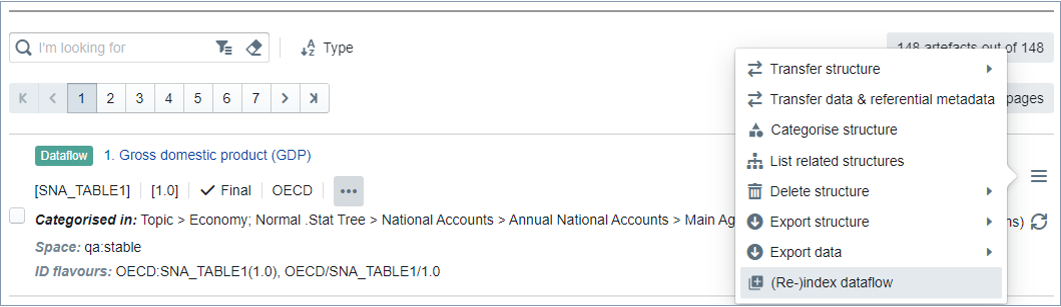 I'm looking for Type 148 artefacts out of 148
1 2 3 4 5 6 7 pages
Dataflow 1. Gross domestic product (GDP)
[SNA_TABLE1] [1.0] Final OECD
Categorised in: Topic > Economy; Normal .Stat Tree > National Accounts > Annual National Accounts > Main Ag
Space: qa:stable
ID flavours: OECD:SNA_TABLE1(1.0), OECD/SNA_TABLE1/1.0
Transfer structure
Transfer data & referential metadata
Categorise structure
List related structures
Delete structure
Export structure
Export data
(Re-)index dataflow